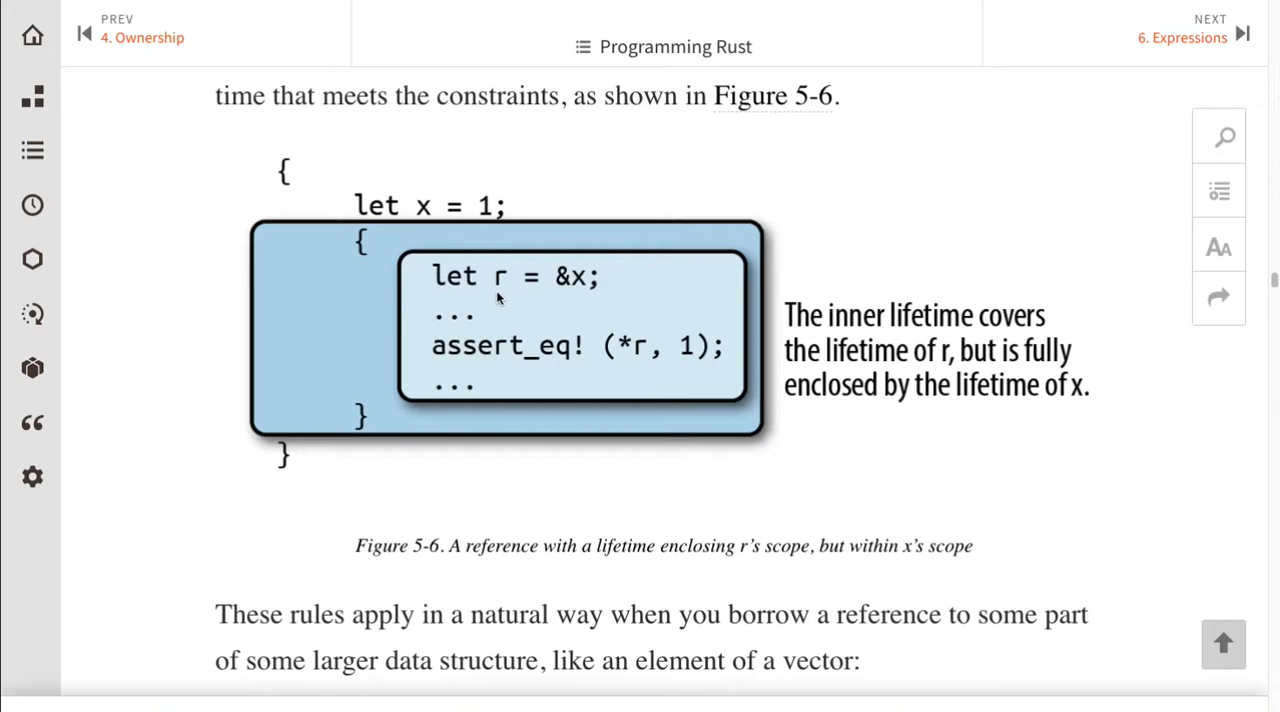 PREV
4. Ownership
Programming Rust
NEXT
6. Expressions
time that meets the constraints, as shown in Figure 5-6.
{
let x = 1;
{
let r = &x;
...
assert_eq! (*r, 1);
...
}
}
The inner lifetime covers
the lifetime of r, but is fully
enclosed by the lifetime of x.
Figure 5-6. A reference with a lifetime enclosing r’s scope, but within x’s scope
These rules apply in a natural way when you borrow a reference to some part
of some larger data structure, like an element of a vector:
AA